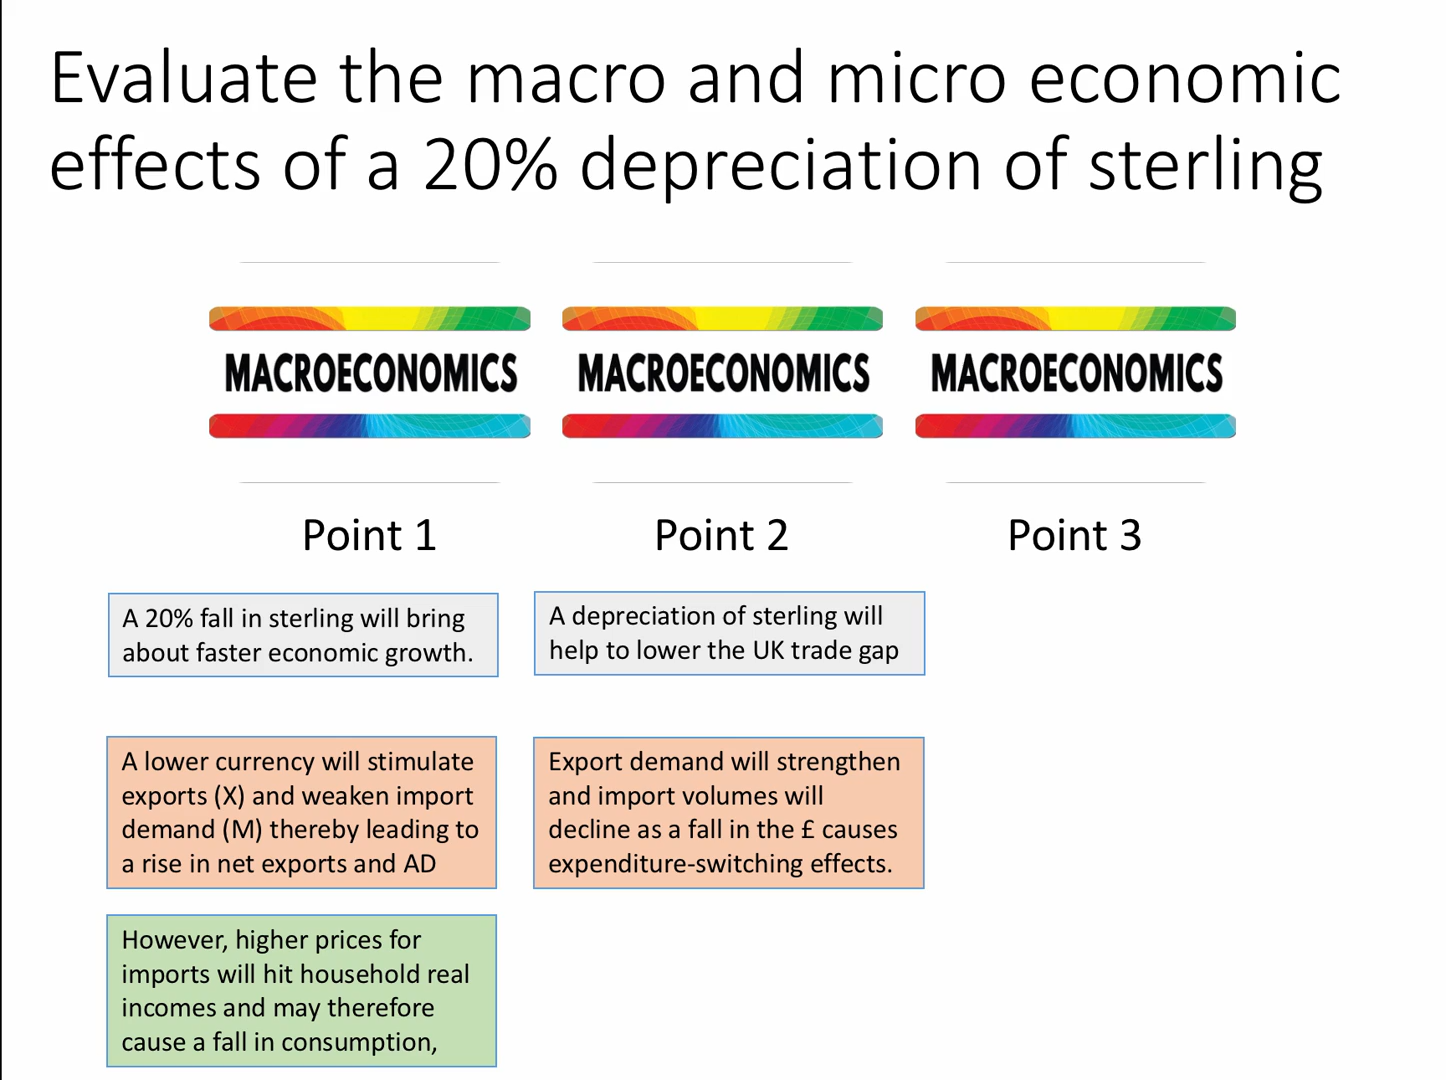 Evaluate the macro and micro economic
effects of a 20% depreciation of sterling
MACROECONOMICS
MACROECONOMICS
MACROECONOMICS
Point 1
Point 2
Point 3
A 20% fall in sterling will bring
about faster economic growth.
A depreciation of sterling will
help to lower the UK trade gap
A lower currency will stimulate
exports (X) and weaken import
demand (M) thereby leading to
a rise in net exports and AD
Export demand will strengthen
and import volumes will
decline as a fall in the £ causes
expenditure-switching effects.
However, higher prices for
imports will hit household real
incomes and may therefore
cause a fall in consumption,